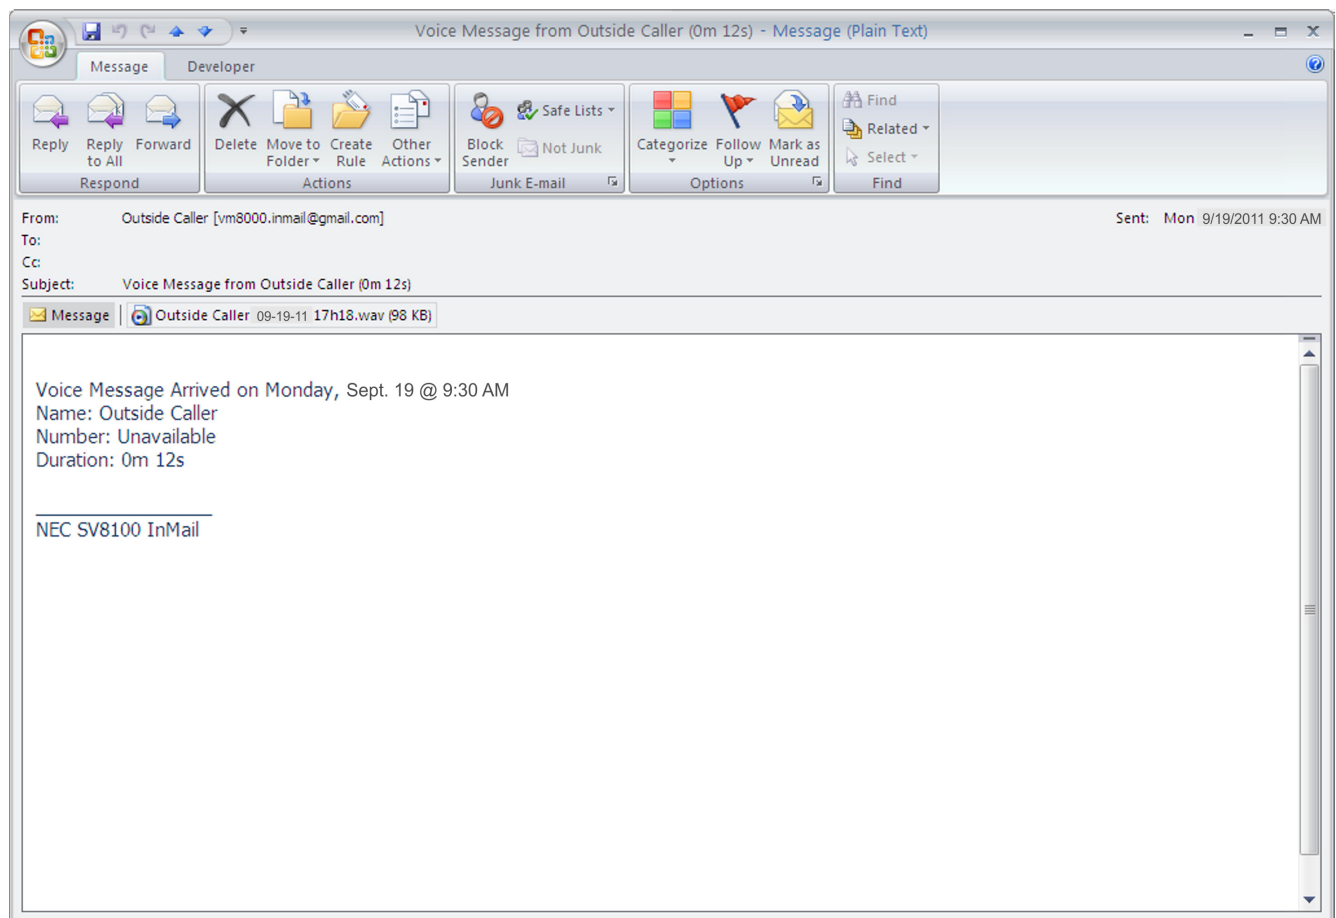 Voice Message from Outside Caller (0m 12s) - Message (Plain Text)
Message Developer
Reply Reply to All Forward
Respond
Delete Move to Folder Create Rule Other Actions
Actions
Block Sender Safe Lists Not Junk
Junk E-mail
Categorize Follow Up Mark as Unread
Options
Find
Related
Select
Find
From: Outside Caller [vm8000.inmail@gmail.com] Sent: Mon 9/19/2011 9:30 AM
To:
Cc:
Subject: Voice Message from Outside Caller (0m 12s)
Message Outside Caller 09-19-11 17h18.wav (98 KB)
Voice Message Arrived on Monday, Sept. 19 @ 9:30 AM
Name: Outside Caller
Number: Unavailable
Duration: 0m 12s
NEC SV8100 InMail